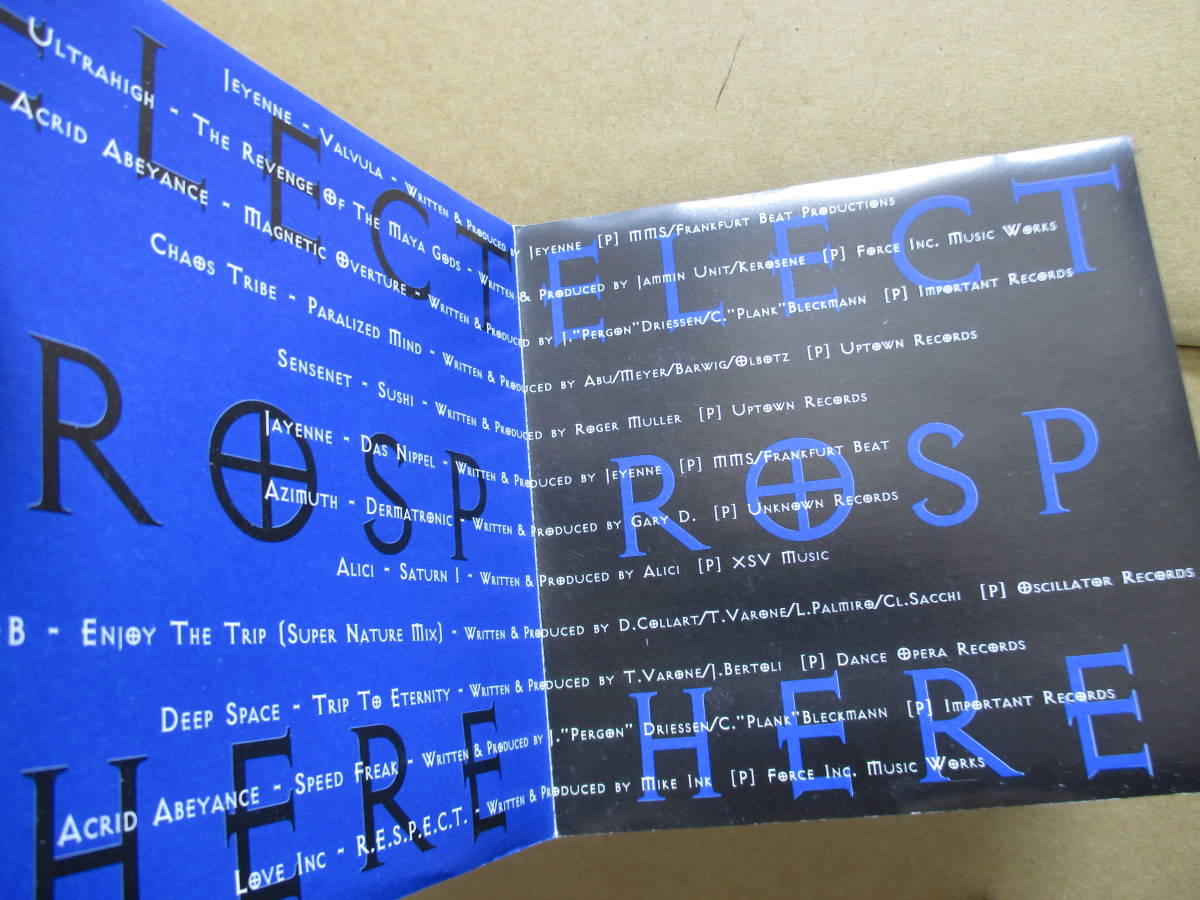 Jeyenne - Valvula - Written & Produced by Jeyenne [P] MMS/Frankfurt Beat Productions
Ultrahigh - The Revenge Of The Maya Gods - Written & Produced by Jammin Unit/Kerosene [P] Force Inc. Music Works
Acrid Abeyance - Magnetic Overture - Written & Produced by J."Pergon"Driessen/C."Plank"Bleckmann [P] Important Records
Chaos Tribe - Paralized Mind - Written & Produced by Abu/Meyer/Barwig/Olbotz [P] Uptown Records
Sensenet - Sushi - Written & Produced by Roger Muller [P] Uptown Records
Jayenne - Das Nippel - Written & Produced by Jeyenne [P] MMS/Frankfurt Beat
Azimuth - Dermatronic - Written & Produced by Gary D. [P] Unknown Records
Alici - Saturn I - Written & Produced by Alici [P] XSV Music
B - Enjoy The Trip (Super Nature Mix) - Written & Produced by D.Collart/T.Varone/L.Palmiro/Cl.Sacchi [P] Oscillator Records
Deep Space - Trip To Eternity - Written & Produced by T.Varone/J.Bertoli [P] Dance Opera Records
Acrid Abeyance - Speed Freak - Written & Produced by J."Pergon" Driessen/C."Plank"Bleckmann [P] Important Records
Love Inc - R.E.S.P.E.C.T. - Written & Produced by Mike Ink [P] Force Inc. Music Works
ELECT
ROSP
HERE
ELECT
ROSP
HERE